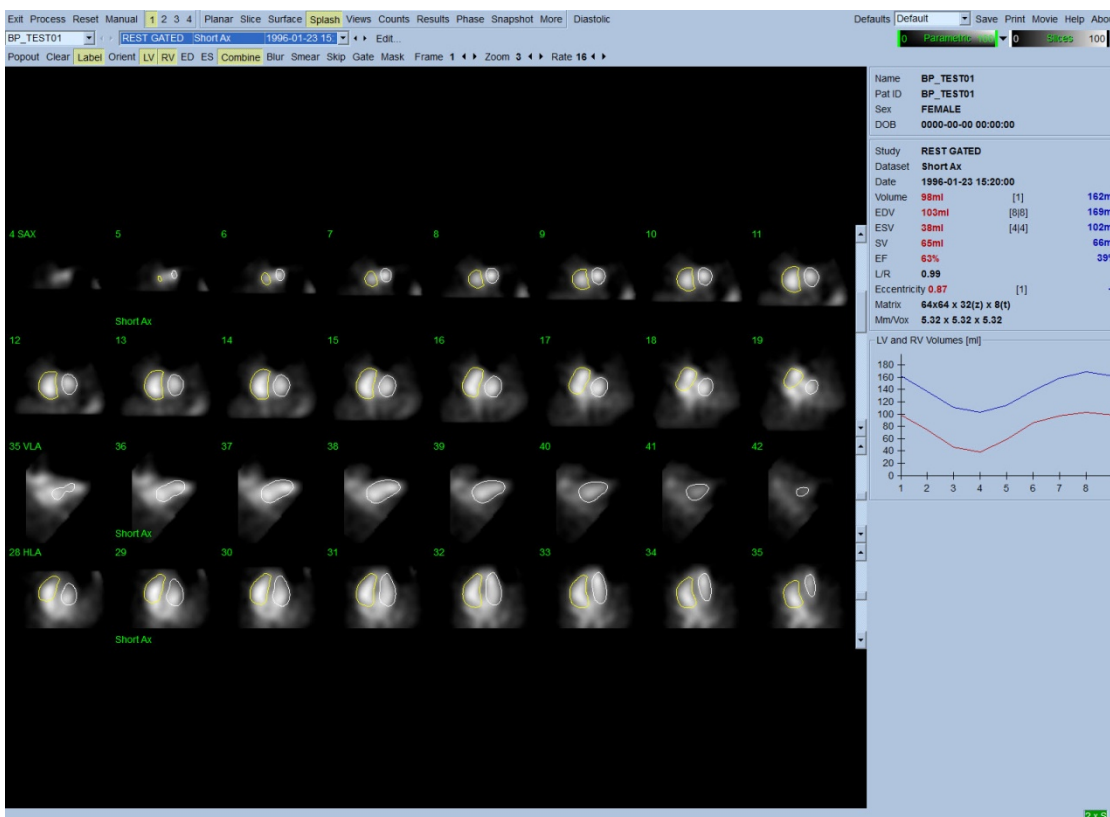 Exit Process Reset Manual 1 2 3 4 Planar Slice Surface Splash Views Counts Results Phase Snapshot More Diastolic Defaults Default Save Print Movie Help Abou
BP_TEST01 REST GATED Short Ax 1996-01-23 15: Edit... 0 Parametric 100 0 Slices 100
Popout Clear Label Orient LV RV ED ES Combine Blur Smear Skip Gate Mask Frame 1 Zoom 3 Rate 16
Name BP_TEST01
Pat ID BP_TEST01
Sex FEMALE
DOB 0000-00-00 00:00:00
Study REST GATED
Dataset Short Ax
Date 1996-01-23 15:20:00
Volume 98ml [1] 162m
EDV 103ml [8|8] 169m
ESV 38ml [4|4] 102m
SV 65ml 66m
EF 63% 39%
L/R 0.99
Eccentricity 0.87 [1]
Matrix 64x64 x 32(z) x 8(t)
Mm/Vox 5.32 x 5.32 x 5.32
LV and RV Volumes [ml]
180
160
140
120
100
80
60
40
20
0
1 2 3 4 5 6 7 8
4 SAX 5 6 7 8 9 10 11
Short Ax
12 13 14 15 16 17 18 19
35 VLA 36 37 38 39 40 41 42
Short Ax
28 HLA 29 30 31 32 33 34 35
Short Ax